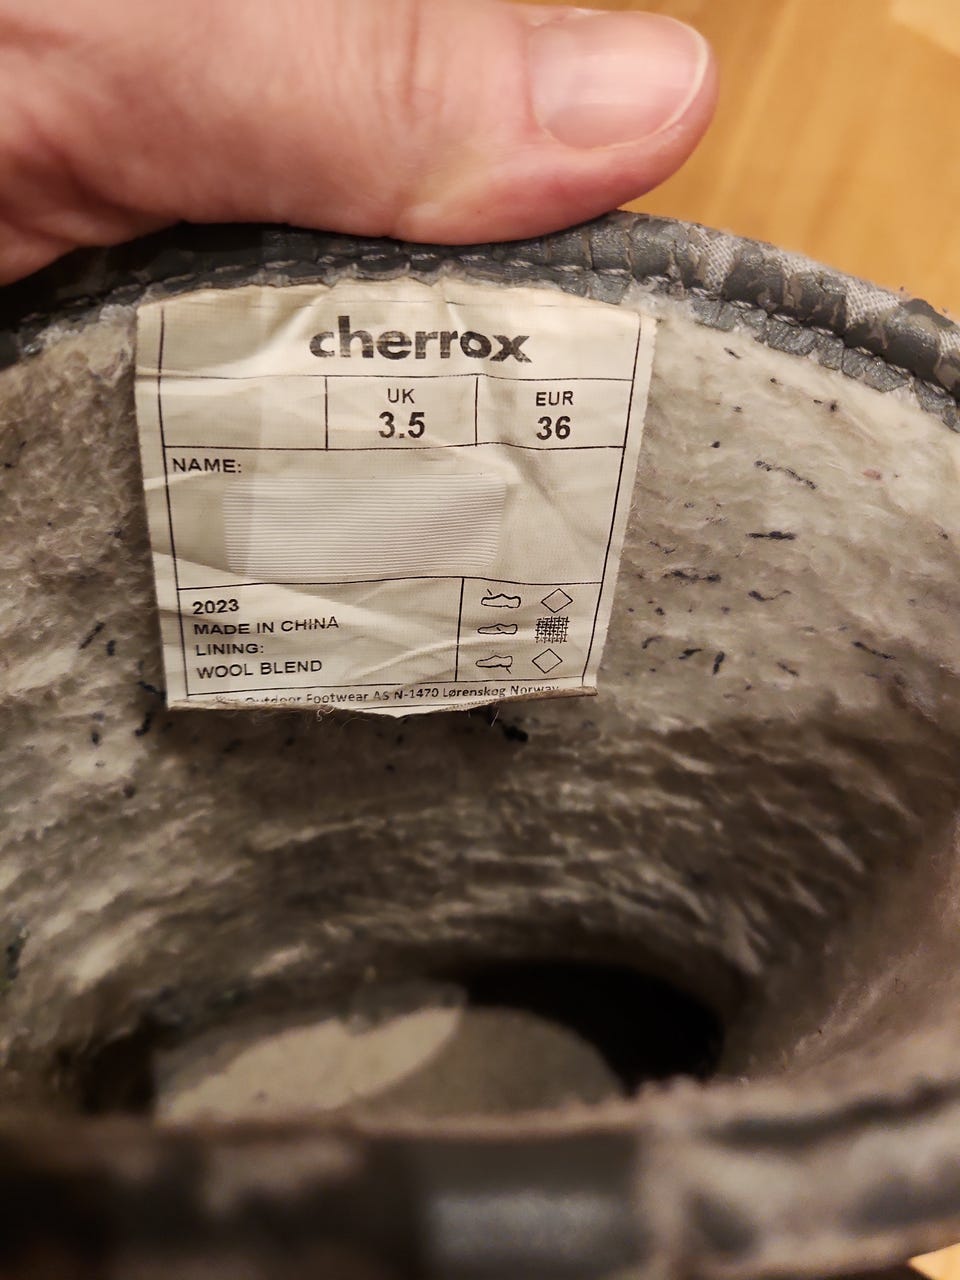 cherrox
UK EUR
3.5 36
NAME:
2023
MADE IN CHINA
LINING:
WOOL BLEND
Outdoor Footwear AS N-1470 Lørenskog Norway